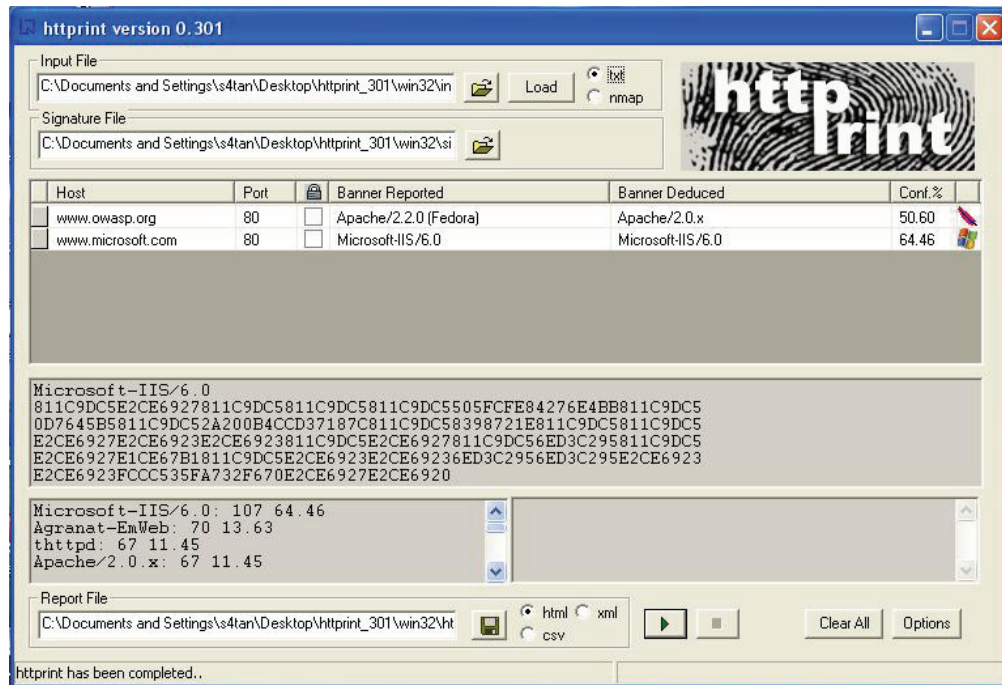 httprint version 0.301
Input File
C:\Documents and Settings\s4tan\Desktop\httprint_301\win32\in
Load
txt
nmap
http
rint
Signature File
C:\Documents and Settings\s4tan\Desktop\httprint_301\win32\si
Host Port Banner Reported Banner Deduced Conf.%
www.owasp.org 80 Apache/2.2.0 (Fedora) Apache/2.0.x 50.60
www.microsoft.com 80 Microsoft-IIS/6.0 Microsoft-IIS/6.0 64.46
Microsoft-IIS/6.0
811C9DC5E2CE6927811C9DC5811C9DC5811C9DC5505FCFE84276E4BB811C9DC5
0D7645B5811C9DC52A200B4CCD37187C811C9DC58398721E811C9DC5811C9DC5
E2CE6927E2CE6923E2CE6923811C9DC5E2CE6927811C9DC56ED3C295811C9DC5
E2CE6927E1CE67B1811C9DC5E2CE6923E2CE69236ED3C2956ED3C295E2CE6923
E2CE6923FCCC535FA732F670E2CE6927E2CE6920
Microsoft-IIS/6.0: 107 64.46
Agranat-EmWeb: 70 13.63
thttpd: 67 11.45
Apache/2.0.x: 67 11.45
Report File
C:\Documents and Settings\s4tan\Desktop\httprint_301\win32\ht
html xml
csv
Clear All
Options
httprint has been completed..